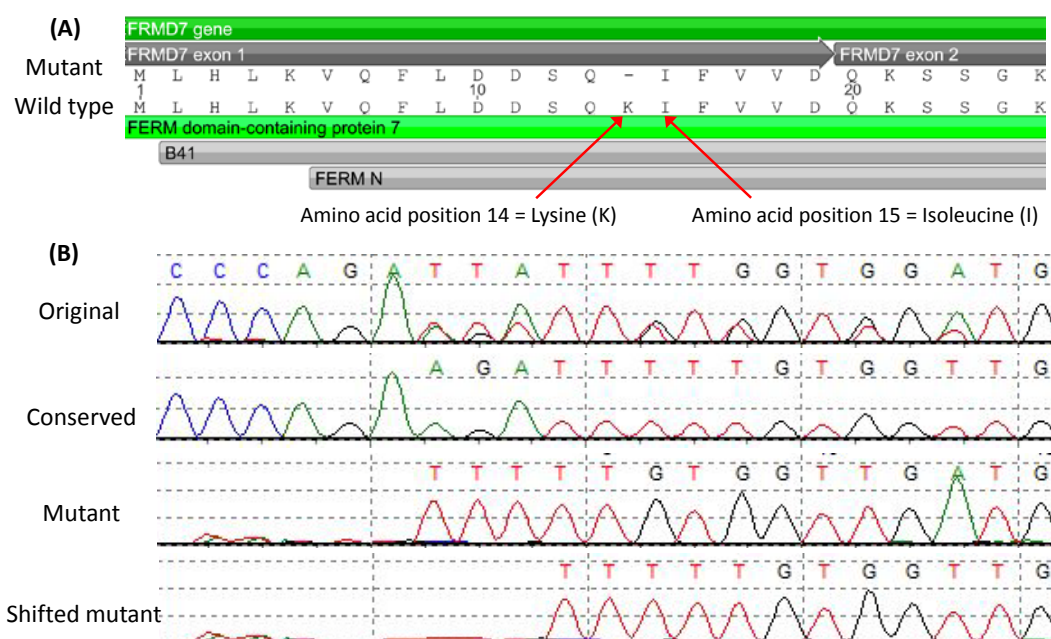 (A)
FRMD7 gene
FRMD7 exon 1 FRMD7 exon 2
Mutant M L H L K V Q F L D D S Q - I F V V D Q K S S G K
1 10 20
Wild type M L H L K V Q F L D D S Q K I F V V D Q K S S G K
FERM domain-containing protein 7
B41
FERM N
Amino acid position 14 = Lysine (K) Amino acid position 15 = Isoleucine (I)
(B)
C C C A G A T T A T T T T G G T G G A T G
Original
A G A T T T T T G T G G T T G
Conserved
T T T T T G T G G T T G A T G
Mutant
T T T T T G T G G T T G
Shifted mutant